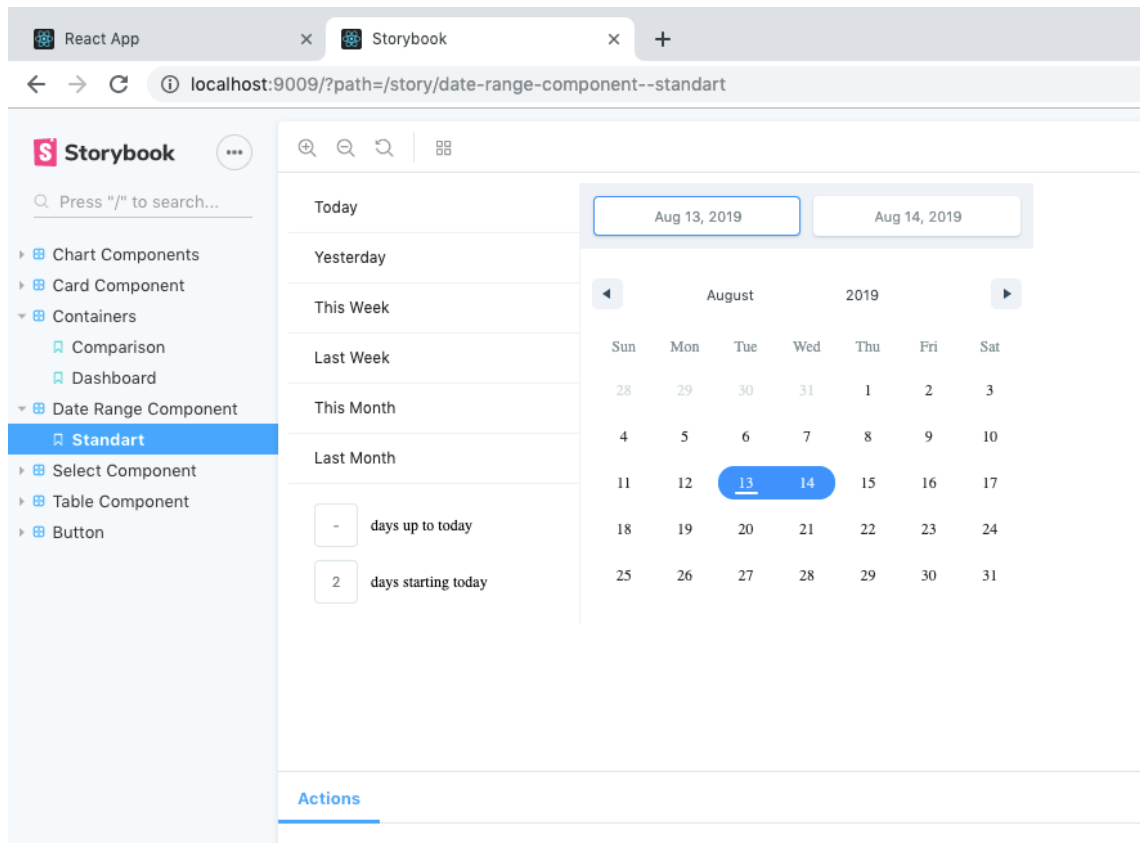 React App
Storybook
localhost:9009/?path=/story/date-range-component--standart
Storybook
Press "/" to search...
Chart Components
Card Component
Containers
Comparison
Dashboard
Date Range Component
Standart
Select Component
Table Component
Button
Today
Yesterday
This Week
Last Week
This Month
Last Month
- days up to today
2 days starting today
Aug 13, 2019 Aug 14, 2019
August 2019
Sun Mon Tue Wed Thu Fri Sat
28 29 30 31 1 2 3
4 5 6 7 8 9 10
11 12 13 14 15 16 17
18 19 20 21 22 23 24
25 26 27 28 29 30 31
Actions